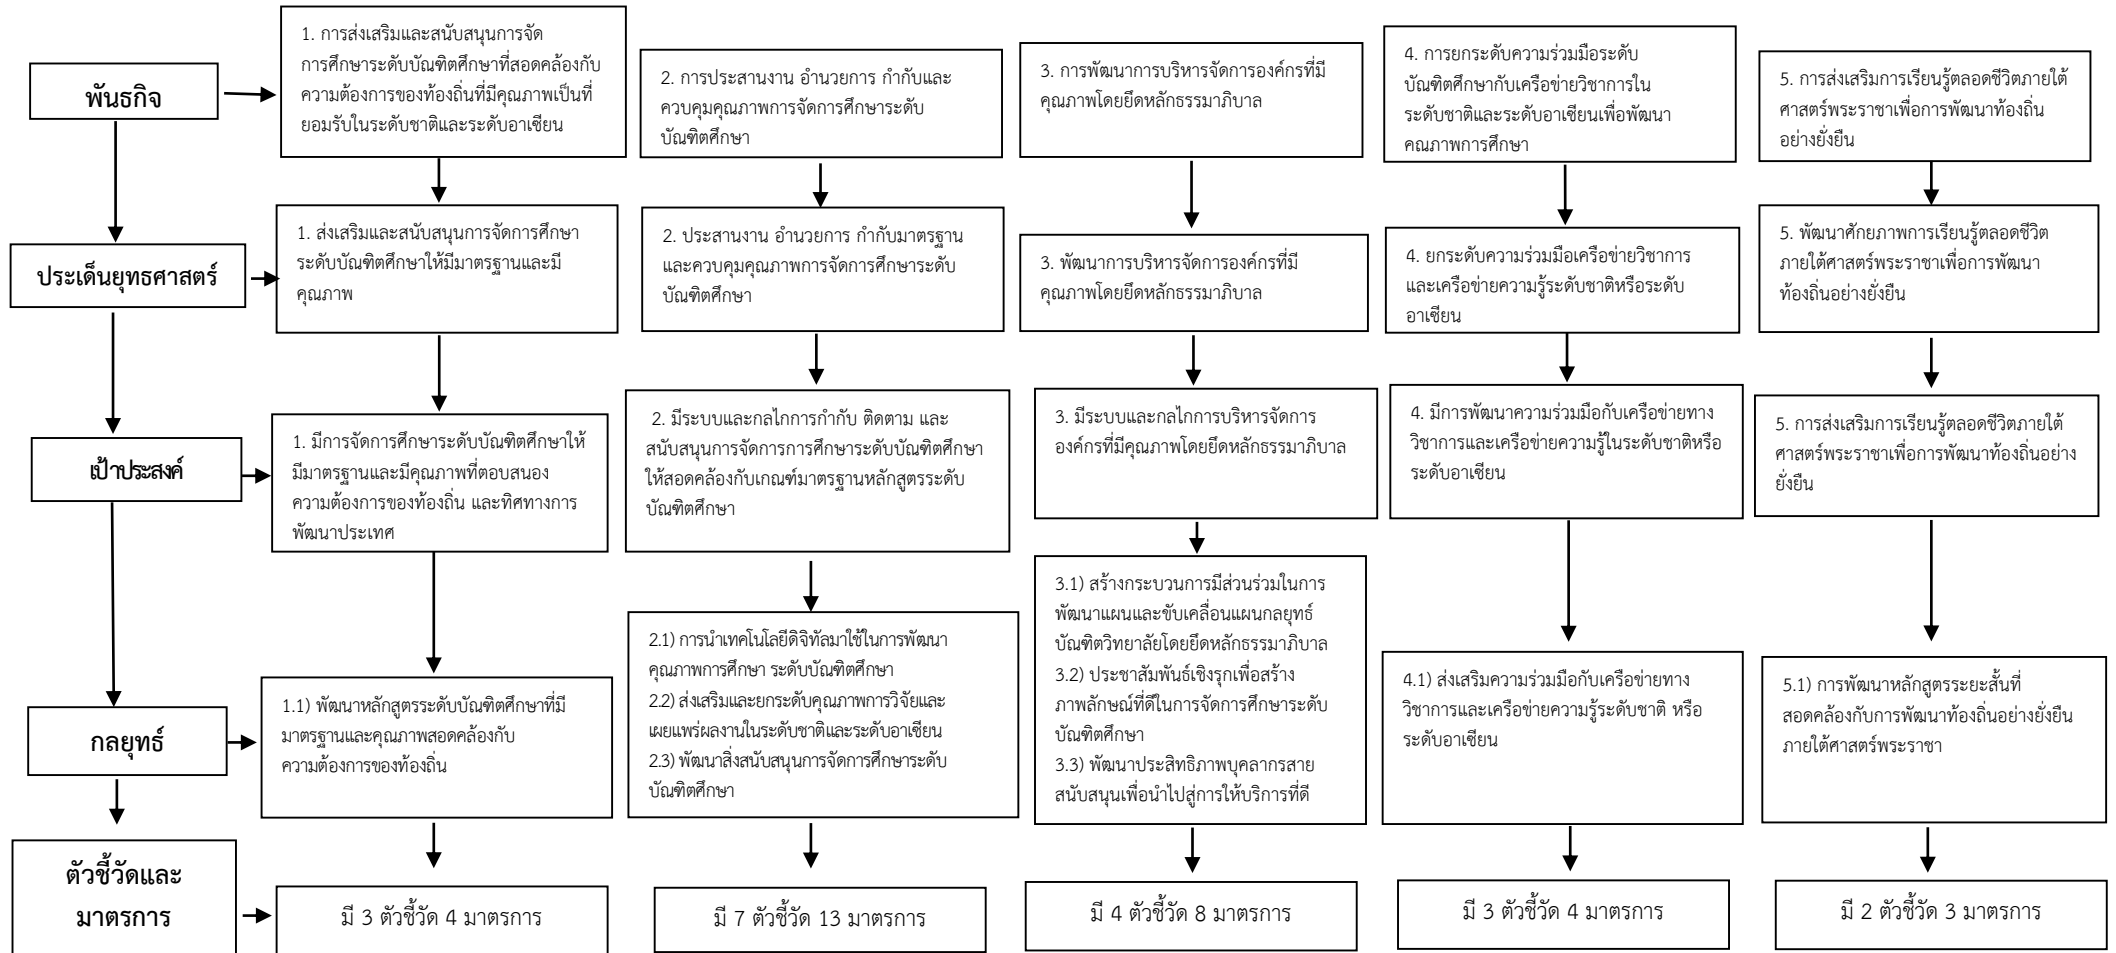 พันธกิจ
1. การส่งเสริมและสนับสนุนการจัด
การศึกษาระดับบัณฑิตศึกษาที่สอดคล้องกับ
ความต้องการของท้องถิ่นที่มีคุณภาพเป็นที่
ยอมรับในระดับชาติและระดับอาเซียน
2. การประสานงาน อำนวยการ กำกับและ
ควบคุมคุณภาพการจัดการศึกษาระดับ
บัณฑิตศึกษา
3. การพัฒนาการบริหารจัดการองค์กรที่มี
คุณภาพโดยยึดหลักธรรมาภิบาล
4. การยกระดับความร่วมมือระดับ
บัณฑิตศึกษากับเครือข่ายวิชาการใน
ระดับชาติและระดับอาเซียนเพื่อพัฒนา
คณภาพการศึกษา
5. การส่งเสริมการเรียนรู้ตลอดชีวิตภายใต้
ศาสตร์พระราชาเพื่อการพัฒนาท้องถิ่น
อย่างยั่งยืน
ประเด็นยุทธศาสตร์
1. ส่งเสริมและสนับสนุนการจัดการศึกษา
ระดับบัณฑิตศึกษาให้มีมาตรฐานและมี
คุณภาพ
2. ประสานงาน อำนวยการ กำกับมาตรฐาน
และควบคุมคุณภาพการจัดการศึกษาระดับ
บัณฑิตศึกษา
3. พัฒนาการบริหารจัดการองค์กรที่มี
คุณภาพโดยยึดหลักธรรมาภิบาล
4. ยกระดับความร่วมมือเครือข่ายวิชาการ
และเครือข่ายความรู้ระดับชาติหรือระดับ
อาเซียน
5. พัฒนาศักยภาพการเรียนรู้ตลอดชีวิต
ภายใต้ศาสตร์พระราชาเพื่อการพัฒนา
ท้องถิ่นอย่างยั่งยืน
เป้าประสงค์
1. มีการจัดการศึกษาระดับบัณฑิตศึกษาให้
มีมาตรฐานและมีคุณภาพที่ตอบสนอง
ความต้องการของท้องถิ่น และทิศทางการ
พัฒนาประเทศ
2. มีระบบและกลไกการกำกับ ติดตาม และ
สนับสนุนการจัดการการศึกษาระดับบัณฑิตศึกษา
ให้สอดคล้องกับเกณฑ์มาตรฐานหลักสูตรระดับ
บัณฑิตศึกษา
3. มีระบบและกลไกการบริหารจัดการ
องค์กรที่มีคุณภาพโดยยึดหลักธรรมาภิบาล
4. มีการพัฒนาความร่วมมือกับเครือข่ายทาง
วิชาการและเครือข่ายความรู้ในระดับชาติหรือ
ระดับอาเซียน
5. การส่งเสริมการเรียนรู้ตลอดชีวิตภายใต้
ศาสตร์พระราชาเพื่อการพัฒนาท้องถิ่นอย่าง
ยั่งยืน
กลยุทธ์
1.1) พัฒนาหลักสูตรระดับบัณฑิตศึกษาที่มี
มาตรฐานและคุณภาพสอดคล้องกับ
ความต้องการของท้องถิ่น
2.1) การนำเทคโนโลยีดิจิทัลมาใช้ในการพัฒนา
คุณภาพการศึกษา ระดับบัณฑิตศึกษา
2.2) ส่งเสริมและยกระดับคุณภาพการวิจัยและ
เผยแพร่ผลงานในระดับชาติและระดับอาเซียน
2.3) พัฒนาสิ่งสนับสนุนการจัดการศึกษาระดับ
บัณฑิตศึกษา
3.1) สร้างกระบวนการมีส่วนร่วมในการ
พัฒนาแผนและขับเคลื่อนแผนกลยุทธ์
บัณฑิตวิทยาลัยโดยยึดหลักธรรมาภิบาล
3.2) ประชาสัมพันธ์เชิงรุกเพื่อสร้าง
ภาพลักษณ์ที่ดีในการจัดการศึกษาระดับ
บัณฑิตศึกษา
3.3) พัฒนาประสิทธิภาพบุคลากรสาย
สนับสนุนเพื่อนำไปสู่การให้บริการที่ดี
4.1) ส่งเสริมความร่วมมือกับเครือข่ายทาง
วิชาการและเครือข่ายความรู้ระดับชาติ หรือ
ระดับอาเซียน
5.1) การพัฒนาหลักสูตรระยะสั้นที่
สอดคล้องกับการพัฒนาท้องถิ่นอย่างยั่งยืน
ภายใต้ศาสตร์พระราชา
ตัวชี้วัดและ
มาตรการ
มี 3 ตัวชี้วัด 4 มาตรการ
มี 7 ตัวชี้วัด 13 มาตรการ
มี 4 ตัวชี้วัด 8 มาตรการ
มี 3 ตัวชี้วัด 4 มาตรการ
มี 2 ตัวชี้วัด 3 มาตรการ